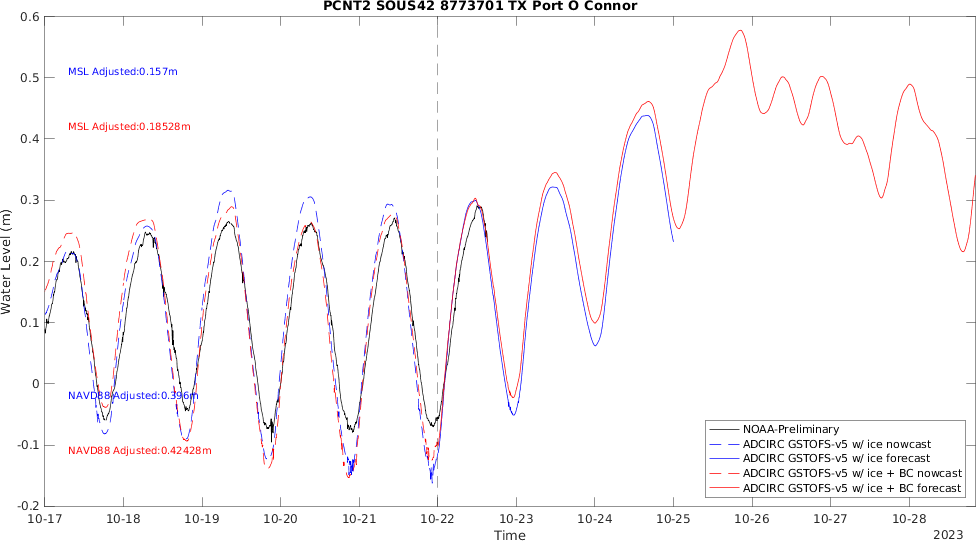 PCNT2 SOUS42 8773701 TX Port O Connor
0.6
0.5
0.4
0.3
0.2
0.1
0
-0.1
-0.2
Water Level (m)
MSL Adjusted:0.157m
MSL Adjusted:0.18528m
NAVD88 Adjusted:0.396m
NAVD88 Adjusted:0.42428m
NOAA-Preliminary
ADCIRC GSTOFS-v5 w/ ice nowcast
ADCIRC GSTOFS-v5 w/ ice forecast
ADCIRC GSTOFS-v5 w/ ice + BC nowcast
ADCIRC GSTOFS-v5 w/ ice + BC forecast
10-17 10-18 10-19 10-20 10-21 10-22 10-23 10-24 10-25 10-26 10-27 10-28
Time
2023